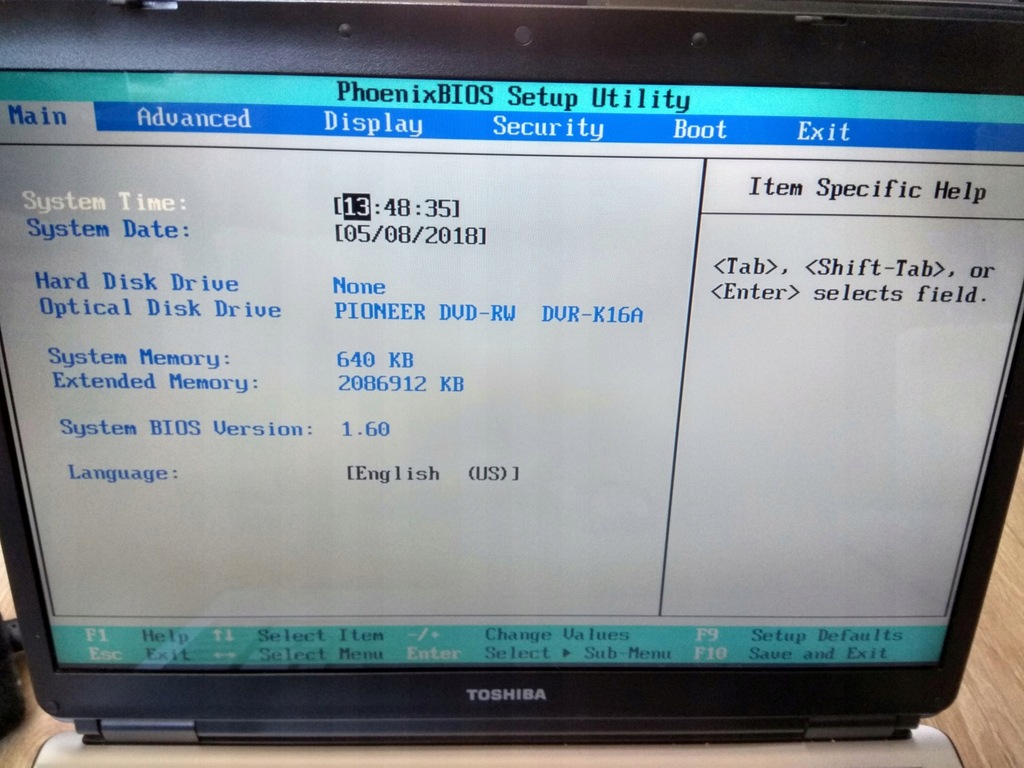 PhoenixBIOS Setup Utility
Main Advanced Display Security Boot Exit
System Time: [13:48:35]
System Date: [05/08/2018]
Hard Disk Drive None
Optical Disk Drive PIONEER DVD-RW DVR-K16A
System Memory: 640 KB
Extended Memory: 2086912 KB
System BIOS Version: 1.60
Language: [English (US)]
Item Specific Help
<Tab>, <Shift-Tab>, or
<Enter> selects field.
F1 Help ↑↓ Select Item -/+ Change Values F9 Setup Defaults
Esc Exit ↔ Select Menu Enter Select ▶ Sub-Menu F10 Save and Exit
TOSHIBA